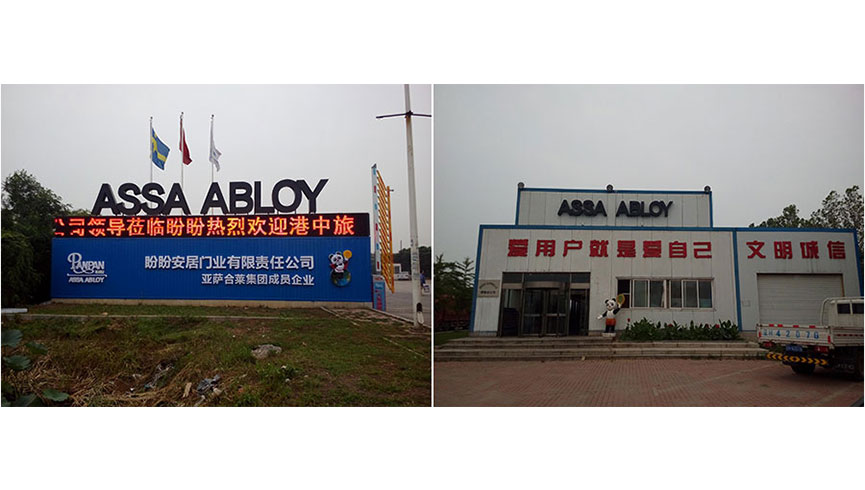 ASSA ABLOY
公司领导莅临盼盼热烈欢迎港中旅
PANPAN
盼盼
ASSA ABLOY
盼盼安居门业有限责任公司
亚萨合莱集团成员企业
ASSA ABLOY
爱用户就是爱自己
文明诚信